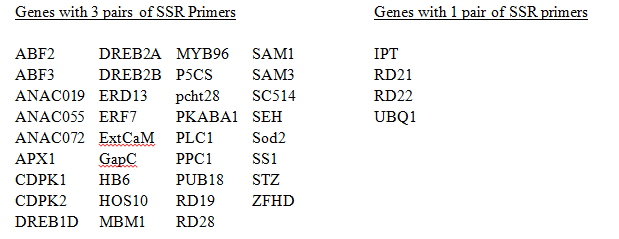 Genes with 3 pairs of SSR Primers Genes with 1 pair of SSR primers
ABF2 DREB2A MYB96 SAM1 IPT
ABF3 DREB2B P5CS SAM3 RD21
ANAC019 ERD13 pcht28 SC514 RD22
ANAC055 ERF7 PKABA1 SEH UBQ1
ANAC072 ExtCaM PLC1 Sod2
APX1 GapC PPC1 SS1
CDPK1 HB6 PUB18 STZ
CDPK2 HOS10 RD19 ZFHD
DREB1D MBM1 RD28